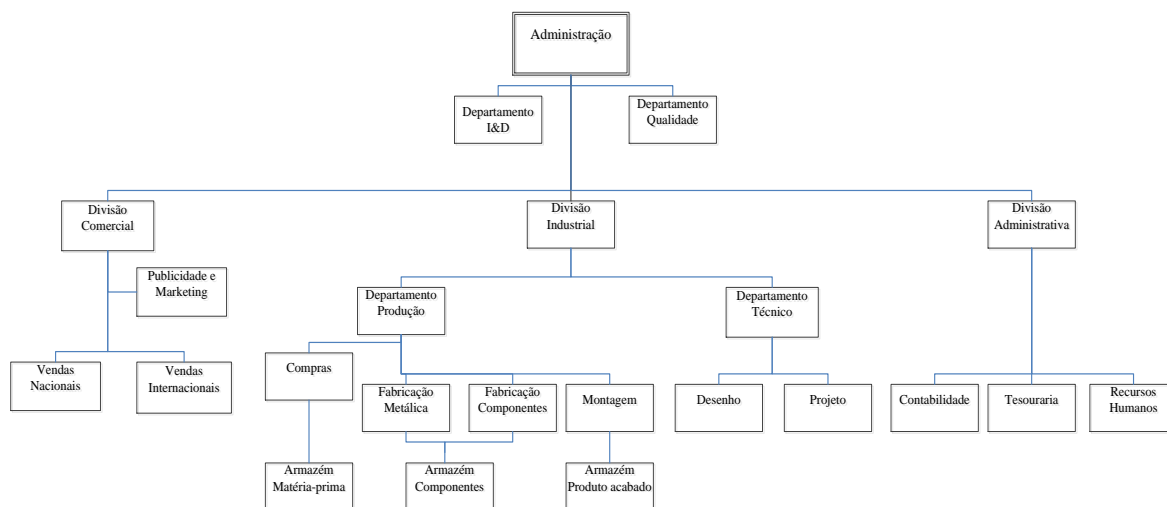 Administração
Departamento
I&D
Departamento
Qualidade
Divisão
Comercial
Divisão
Industrial
Divisão
Administrativa
Publicidade e
Marketing
Departamento
Produção
Departamento
Técnico
Vendas
Nacionais
Vendas
Internacionais
Compras
Fabricação
Metálica
Fabricação
Componentes
Montagem
Desenho
Projeto
Contabilidade
Tesouraria
Recursos
Humanos
Armazém
Matéria-prima
Armazém
Componentes
Armazém
Produto acabado